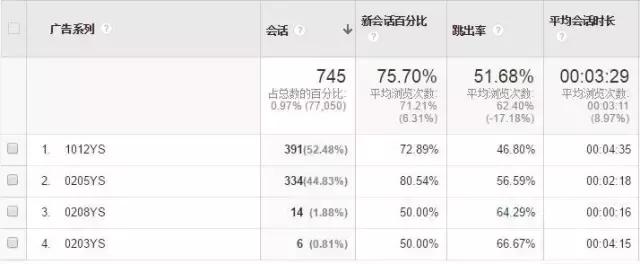 广告系列 ? 会话 ? ↓ 新会话百分比 ? 跳出率 ? 平均会话时长 ?
745 75.70% 51.68% 00:03:29
占总数的百分比: 平均浏览次数: 平均浏览次数: 平均浏览次数:
0.97% (77,050) 71.21% 62.40% 00:03:11
(6.31%) (-17.18%) (8.97%)
1. 1012YS 391(52.48%) 72.89% 46.80% 00:04:35
2. 0205YS 334(44.83%) 80.54% 56.59% 00:02:18
3. 0208YS 14 (1.88%) 50.00% 64.29% 00:00:16
4. 0203YS 6 (0.81%) 50.00% 66.67% 00:04:15